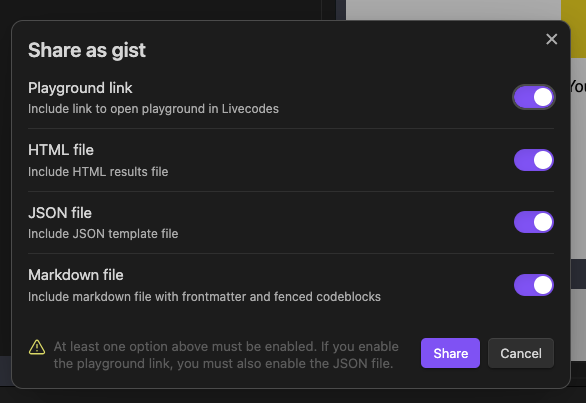 Share as gist
Playground link
Include link to open playground in Livecodes
HTML file
Include HTML results file
JSON file
Include JSON template file
Markdown file
Include markdown file with frontmatter and fenced codeblocks
At least one option above must be enabled. If you enable
the playground link, you must also enable the JSON file.
Share
Cancel